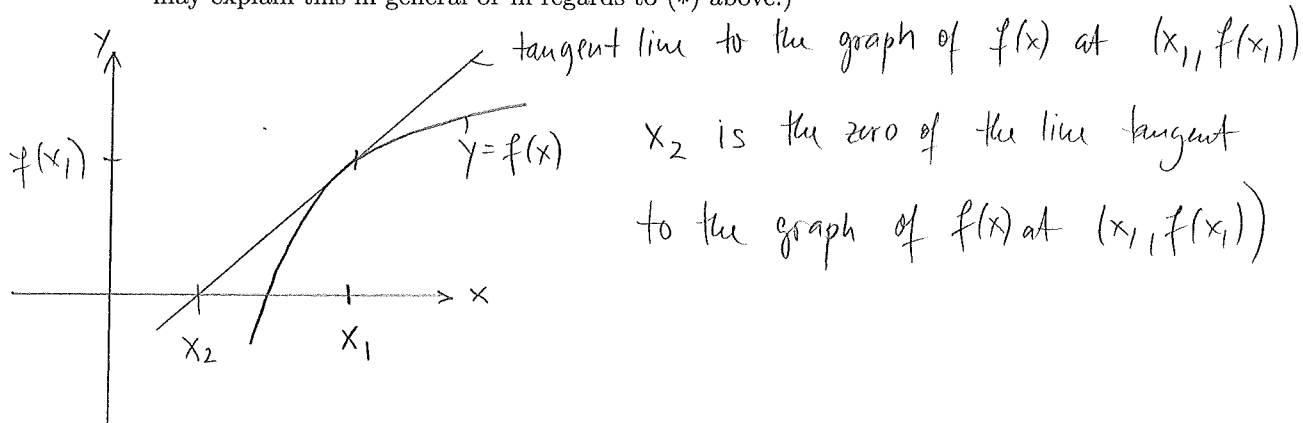 may explain this in general or in regards to (*) above.)
Y
tangent line to the graph of f(x) at (x₁, f(x₁))
f(x₁)
y=f(x)
x₂ is the zero of the line tangent
to the graph of f(x) at (x₁, f(x₁))
x
x₂
x₁